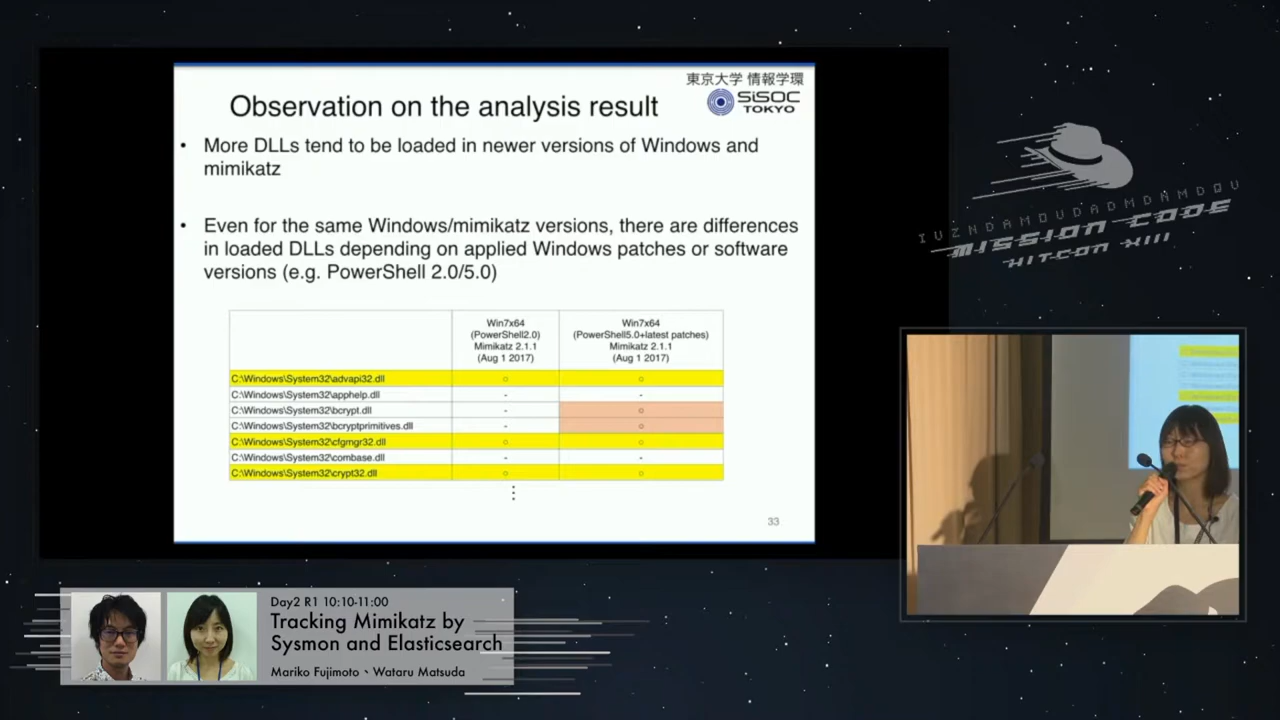 東京大学 情報学環
SiSOC
TOKYO
Observation on the analysis result
• More DLLs tend to be loaded in newer versions of Windows and
mimikatz
• Even for the same Windows/mimikatz versions, there are differences
in loaded DLLs depending on applied Windows patches or software
versions (e.g. PowerShell 2.0/5.0)
Win7x64
(PowerShell2.0)
Mimikatz 2.1.1
(Aug 1 2017)
Win7x64
(PowerShell5.0+latest patches)
Mimikatz 2.1.1
(Aug 1 2017)
C:\Windows\System32\advapi32.dll ○ ○
C:\Windows\System32\apphelp.dll - -
C:\Windows\System32\bcrypt.dll - ○
C:\Windows\System32\bcryptprimitives.dll - ○
C:\Windows\System32\cfgmgr32.dll ○ ○
C:\Windows\System32\combase.dll - -
C:\Windows\System32\crypt32.dll ○ ○
⋮
33
MISSION CODE
HITCON XIII
Day2 R1 10:10-11:00
Tracking Mimikatz by
Sysmon and Elasticsearch
Mariko Fujimoto、Wataru Matsuda